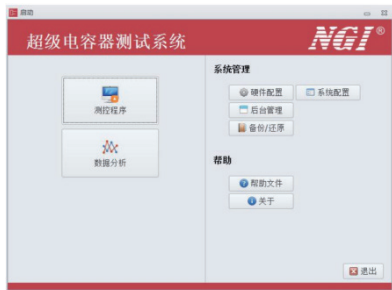 启动
超级电容器测试系统
NGI®
测控程序
数据分析
系统管理
硬件配置
系统配置
后台管理
备份/还原
帮助
帮助文件
关于
退出